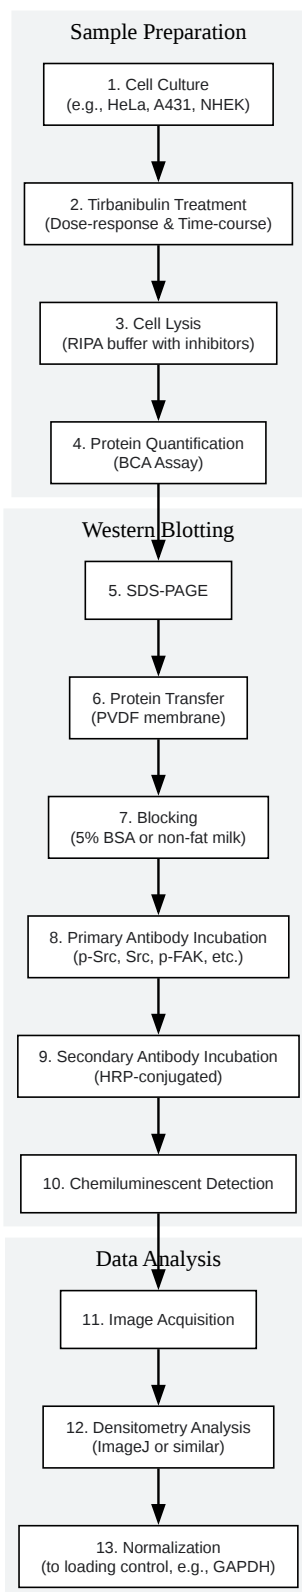 Sample Preparation
1. Cell Culture
(e.g., HeLa, A431, NHEK)
2. Tirbanibulin Treatment
(Dose-response & Time-course)
3. Cell Lysis
(RIPA buffer with inhibitors)
4. Protein Quantification
(BCA Assay)
Western Blotting
5. SDS-PAGE
6. Protein Transfer
(PVDF membrane)
7. Blocking
(5% BSA or non-fat milk)
8. Primary Antibody Incubation
(p-Src, Src, p-FAK, etc.)
9. Secondary Antibody Incubation
(HRP-conjugated)
10. Chemiluminescent Detection
Data Analysis
11. Image Acquisition
12. Densitometry Analysis
(ImageJ or similar)
13. Normalization
(to loading control, e.g., GAPDH)